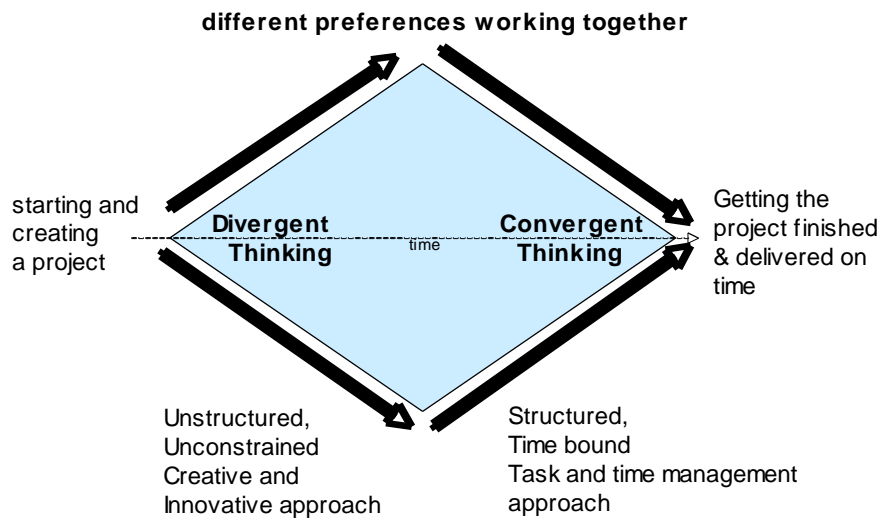 different preferences working together
starting and
creating
a project
Divergent
Thinking
time
Convergent
Thinking
Getting the
project finished
& delivered on
time
Unstructured,
Unconstrained
Creative and
Innovative approach
Structured,
Time bound
Task and time management
approach